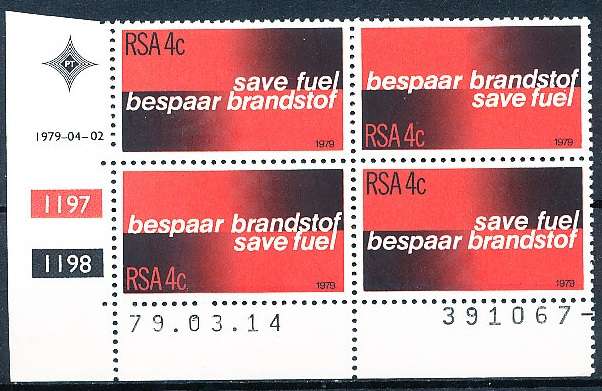 PT
1979-04-02
1197
1198
RSA 4c
save fuel
bespaar brandstof
1979
bespaar brandstof
save fuel
RSA 4c
1979
bespaar brandstof
save fuel
RSA 4c
1979
RSA 4c
save fuel
bespaar brandstof
1979
79.03.14
391067-